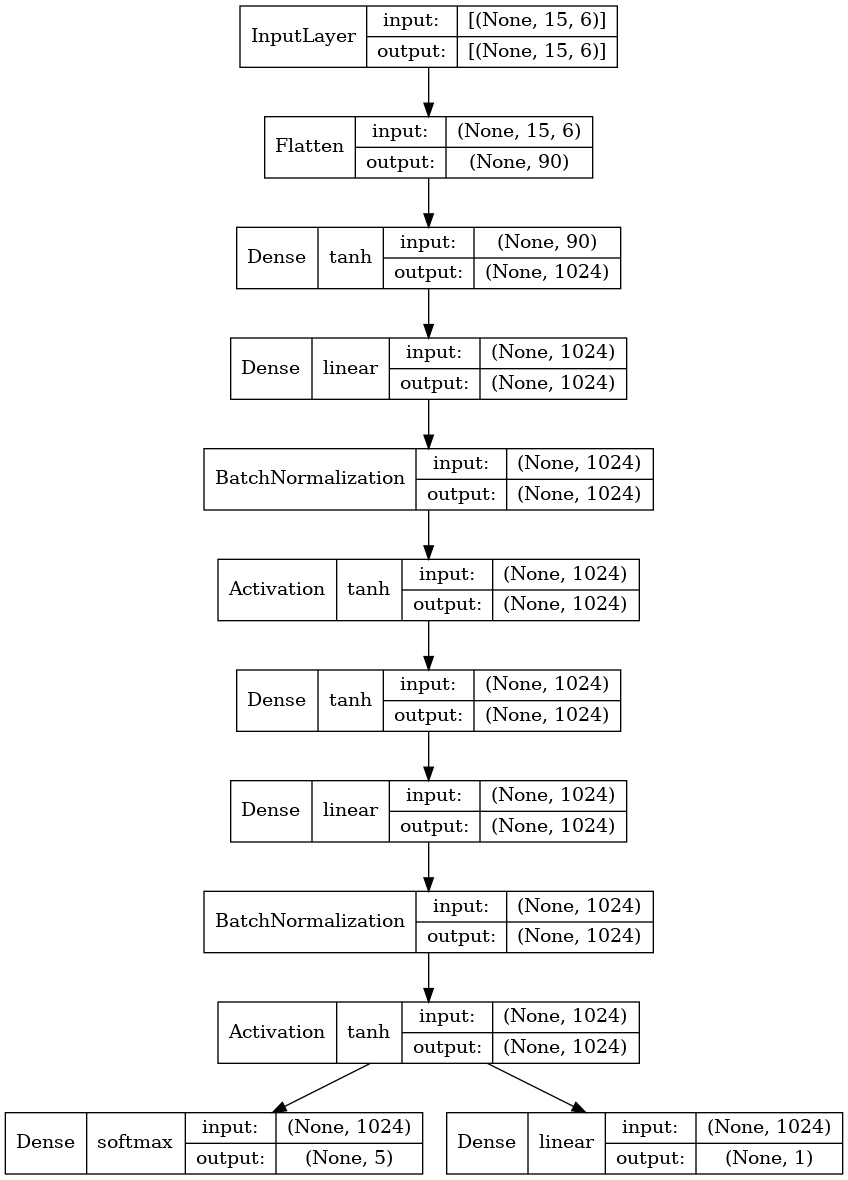 InputLayer input: [(None, 15, 6)]
output: [(None, 15, 6)]
Flatten input: (None, 15, 6)
output: (None, 90)
Dense tanh input: (None, 90)
output: (None, 1024)
Dense linear input: (None, 1024)
output: (None, 1024)
BatchNormalization input: (None, 1024)
output: (None, 1024)
Activation tanh input: (None, 1024)
output: (None, 1024)
Dense tanh input: (None, 1024)
output: (None, 1024)
Dense linear input: (None, 1024)
output: (None, 1024)
BatchNormalization input: (None, 1024)
output: (None, 1024)
Activation tanh input: (None, 1024)
output: (None, 1024)
Dense softmax input: (None, 1024)
output: (None, 5)
Dense linear input: (None, 1024)
output: (None, 1)